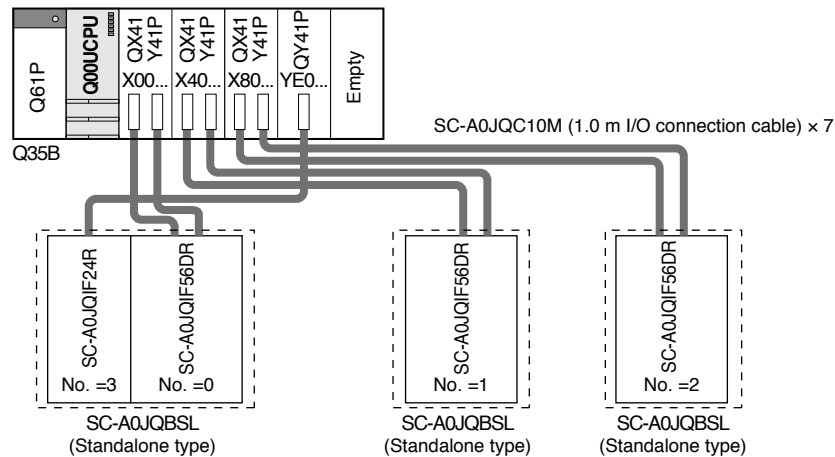 Q61P
Q00UCPU
QX41
Y41P
X00...
QX41
Y41P
X40...
QX41
Y41P
X80...
QY41P
YE0...
Empty
Q35B
SC-A0JQC10M (1.0 m I/O connection cable) × 7
SC-A0JQIF24R
No. =3
SC-A0JQIF56DR
No. =0
SC-A0JQIF56DR
No. =1
SC-A0JQIF56DR
No. =2
SC-A0JQBSL
(Standalone type)
SC-A0JQBSL
(Standalone type)
SC-A0JQBSL
(Standalone type)